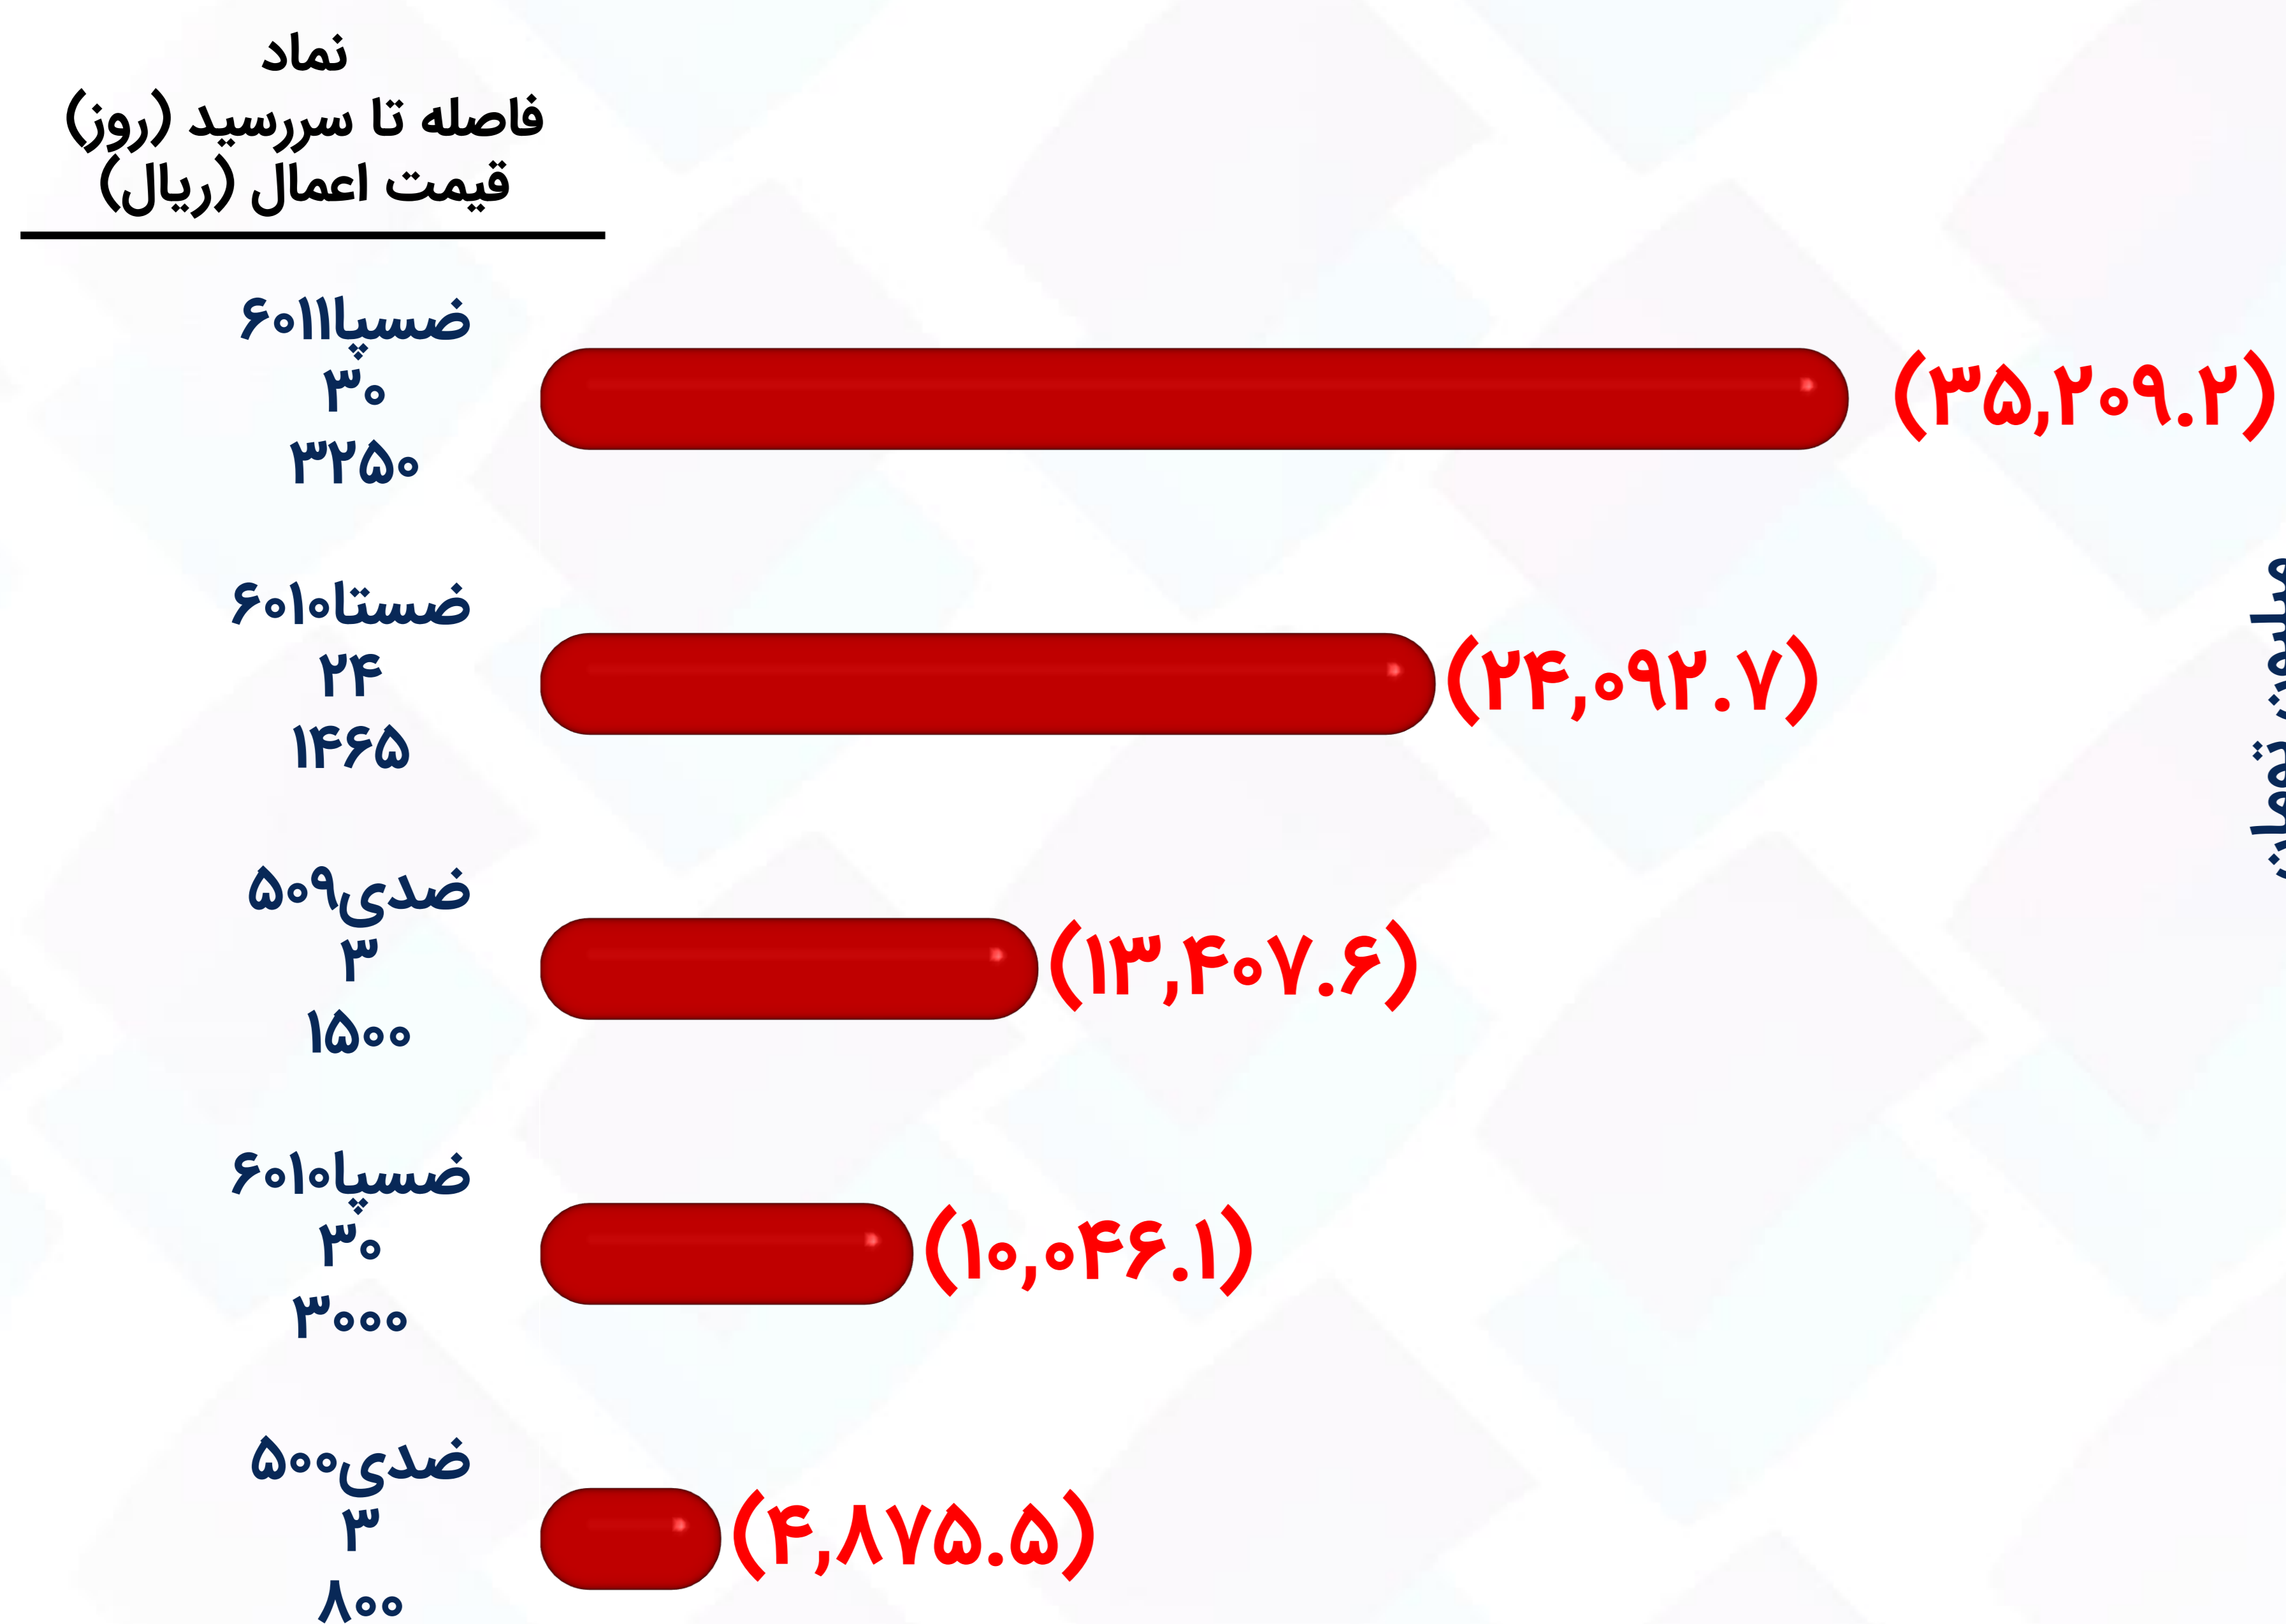 نماد
فاصله تا سررسید (روز)
قیمت اعمال (ریال)
ضسپا۶۰۱۱
۳۰
۳۲۵۰
(۳۵,۲۰۹.۲)
ضستا۶۰۱۰
۲۴
۱۴۶۵
(۲۴,۰۹۲.۷)
ضدی۵۰۹
۳
۱۵۰۰
(۱۳,۴۰۷.۶)
ضسپا۶۰۱۰
۳۰
۳۰۰۰
(۱۰,۰۴۶.۱)
ضدی۵۰۰
۳
۸۰۰
(۴,۸۷۵.۵)
میلیون تومان